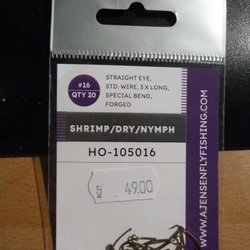 #16
QTY 20
STRAIGHT EYE,
STD. WIRE, 3 X LONG,
SPECIAL BEND,
FORGED
SHRIMP/DRY/NYMPH
HO-105016
49.00
WWW.AJENSENFLYFISHING.COM